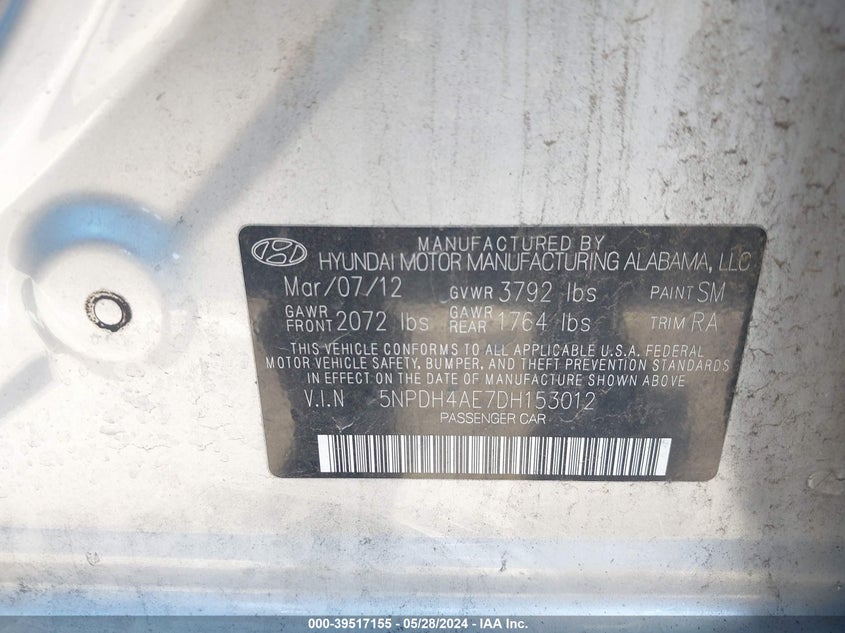 MANUFACTURED BY
HYUNDAI MOTOR MANUFACTURING ALABAMA, LLC
Mar/07/12 GVWR 3792 lbs PAINT SM
GAWR FRONT 2072 lbs GAWR REAR 1764 lbs TRIM RA
THIS VEHICLE CONFORMS TO ALL APPLICABLE U.S.A. FEDERAL
MOTOR VEHICLE SAFETY, BUMPER, AND THEFT PREVENTION STANDARDS
IN EFFECT ON THE DATE OF MANUFACTURE SHOWN ABOVE
V.I.N 5NPDH4AE7DH153012
PASSENGER CAR
000-39517155 - 05/28/2024 - © IAA, Inc.